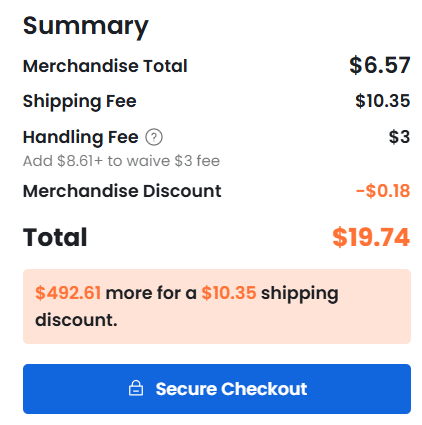 Summary
Merchandise Total $6.57
Shipping Fee $10.35
Handling Fee ? $3
Add $8.61+ to waive $3 fee
Merchandise Discount -$0.18
Total $19.74
$492.61 more for a $10.35 shipping
discount.
Secure Checkout